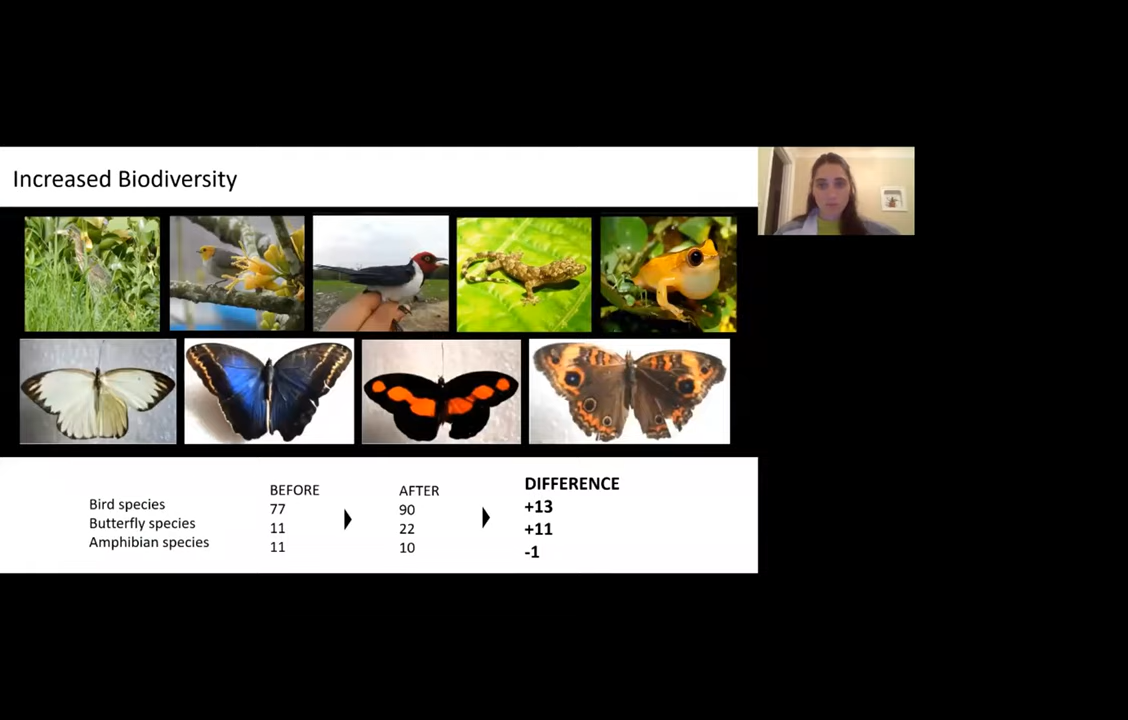 Increased Biodiversity
BEFORE AFTER DIFFERENCE
Bird species 77 90 +13
Butterfly species 11 22 +11
Amphibian species 11 10 -1